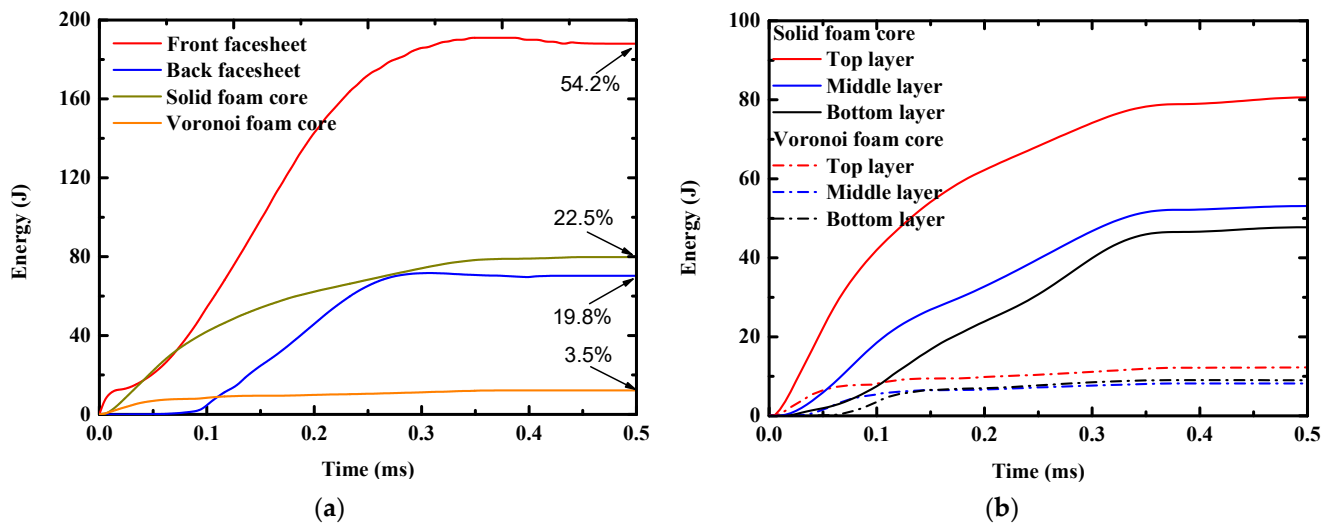 200
160
120
80
40
0
0.0 0.1 0.2 0.3 0.4 0.5
Energy (J)
Time (ms)
Front facesheet
Back facesheet
Solid foam core
Voronoi foam core
54.2%
22.5%
19.8%
3.5%
(a)
100
80
60
40
20
0
0.0 0.1 0.2 0.3 0.4 0.5
Energy (J)
Time (ms)
Solid foam core
Top layer
Middle layer
Bottom layer
Voronoi foam core
Top layer
Middle layer
Bottom layer
(b)